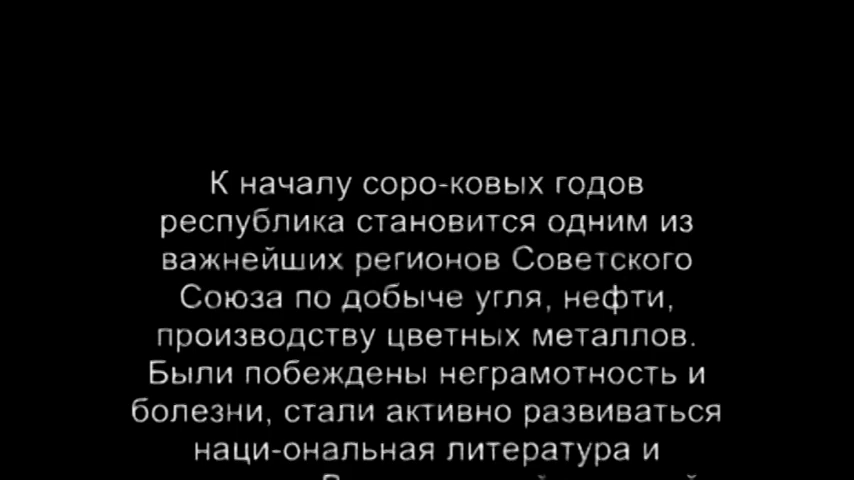 К началу соро-ковых годов
республика становится одним из
важнейших регионов Советского
Союза по добыче угля, нефти,
производству цветных металлов.
Были побеждены неграмотность и
болезни, стали активно развиваться
наци-ональная литература и